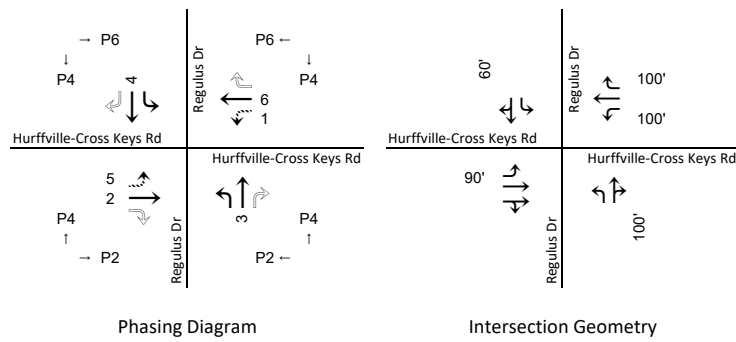 → P6
P6 ←
↓
↓
P4
P4
4
Regulus Dr
6
1
Hurffville-Cross Keys Rd
Hurffville-Cross Keys Rd
5
2
3
P4
P4
↑
↑
→ P2
P2 ←
Regulus Dr
Phasing Diagram
60'
Regulus Dr
100'
100'
Hurffville-Cross Keys Rd
Hurffville-Cross Keys Rd
90'
100'
Regulus Dr
Intersection Geometry